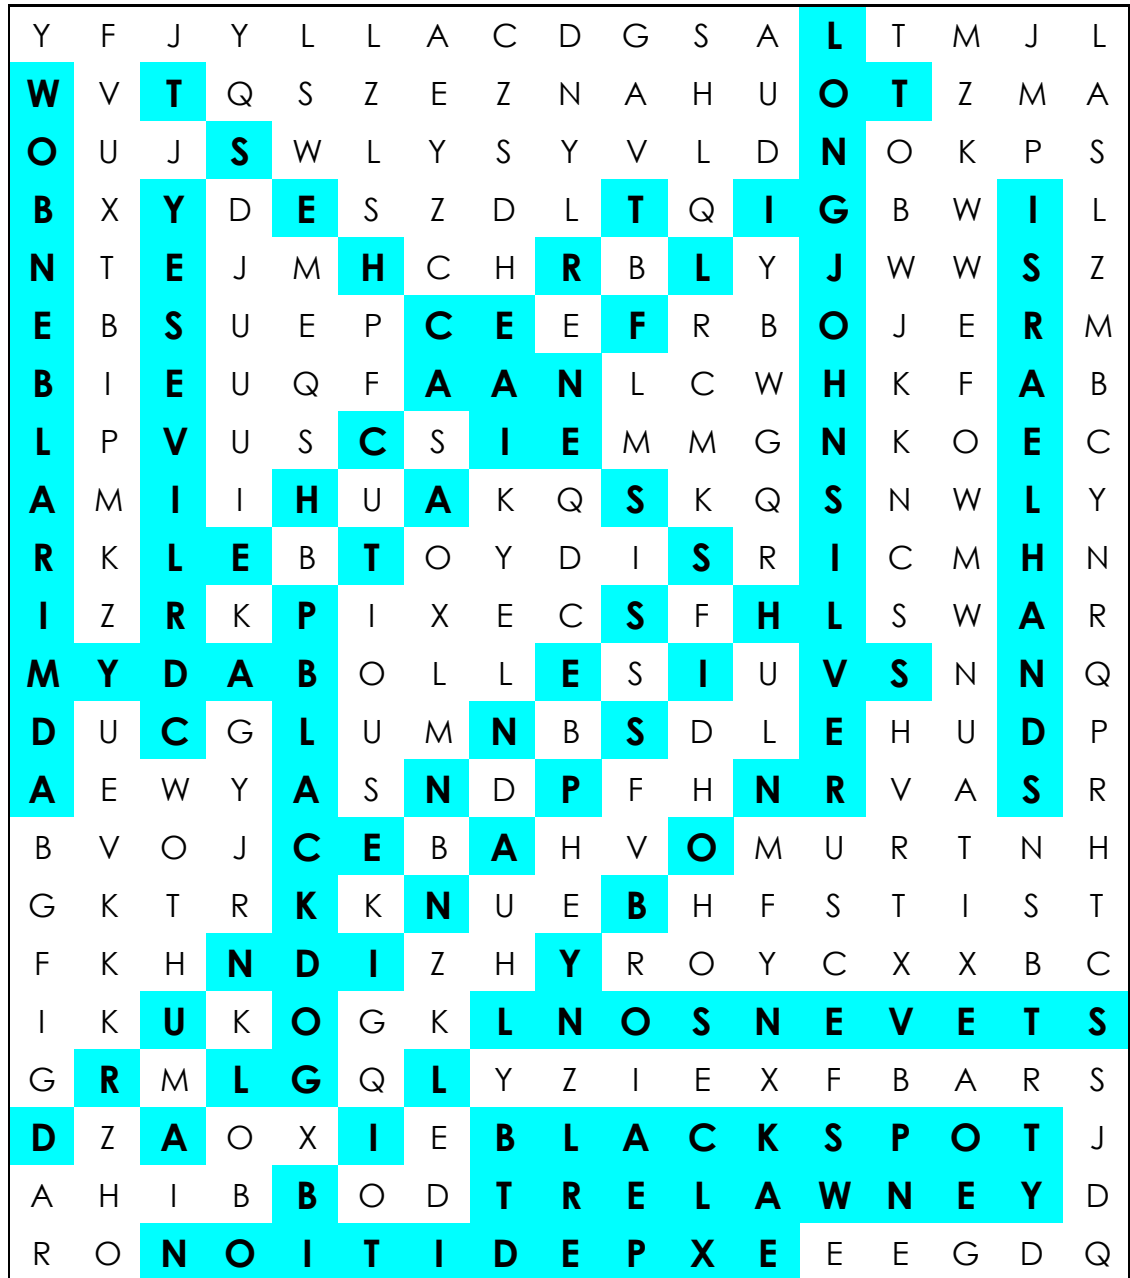 Y F J Y L L A C D G S A L T M J L
W V T Q S Z E Z N A H U O T Z M A
O U J S W L Y S Y V L D N O K P S
B X Y D E S Z D L T Q I G B W I L
N T E J M H C H R B L Y J W W S Z
E B S U E P C E E F R B O J E R M
B I E U Q F A A N L C W H K F A B
L P V U S C S I E M M G N K O E C
A M I I H U A K Q S K Q S N W L Y
R K L E B T O Y D I S R I C M H N
I Z R K P I X E C S F H L S W A R
M Y D A B O L L E S I U V S N N Q
D U C G L U M N B S D L E H U D P
A E W Y A S N D P F H N R V A S R
B V O J C E B A H V O M U R T N H
G K T R K K N U E B H F S T I S T
F K H N D I Z H Y R O Y C X X B C
I K U K O G K L N O S N E V E T S
G R M L G Q L Y Z I E X F B A R S
D Z A O X I E B L A C K S P O T J
A H I B B O D T R E L A W N E Y D
R O N O I T I D E P X E E E G D Q